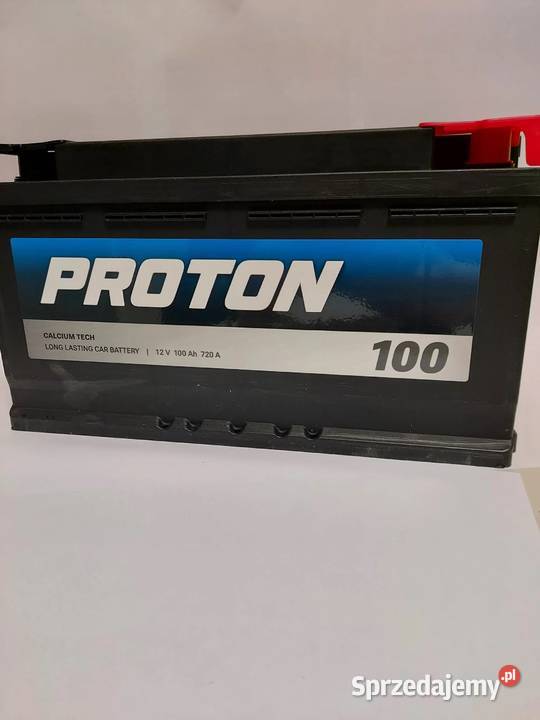 PROTON
CALCIUM TECH
LONG LASTING CAR BATTERY | 12 V 100 Ah 720 A
100
Sprzedajemy.pl